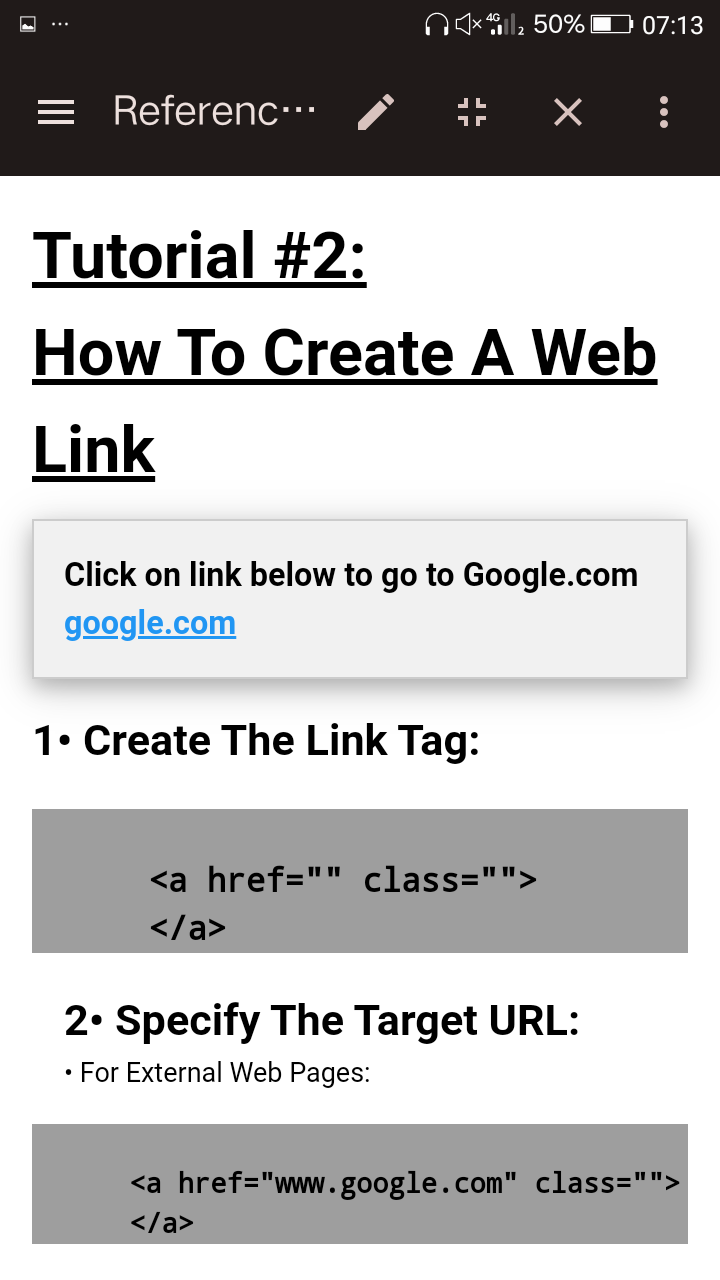 4G 2 50% 07:13
Referenc...
Tutorial #2:
How To Create A Web
Link
Click on link below to go to Google.com
google.com
1• Create The Link Tag:
<a href="" class="">
</a>
2• Specify The Target URL:
• For External Web Pages:
<a href="www.google.com" class="">
</a>